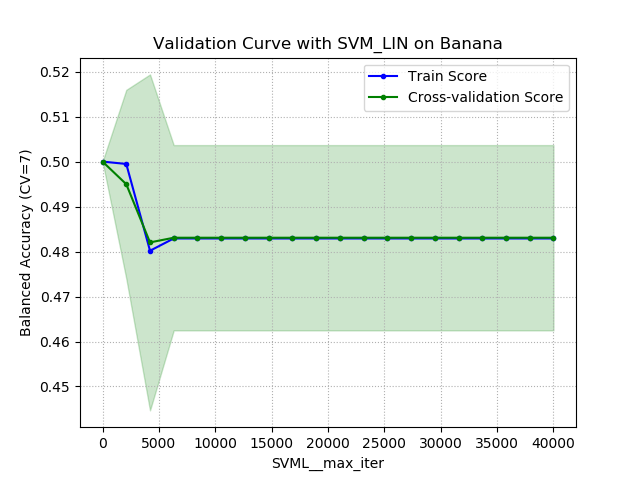 Validation Curve with SVM_LIN on Banana
Train Score
Cross-validation Score
Balanced Accuracy (CV=7)
0.52
0.51
0.50
0.49
0.48
0.47
0.46
0.45
0 5000 10000 15000 20000 25000 30000 35000 40000
SVML__max_iter